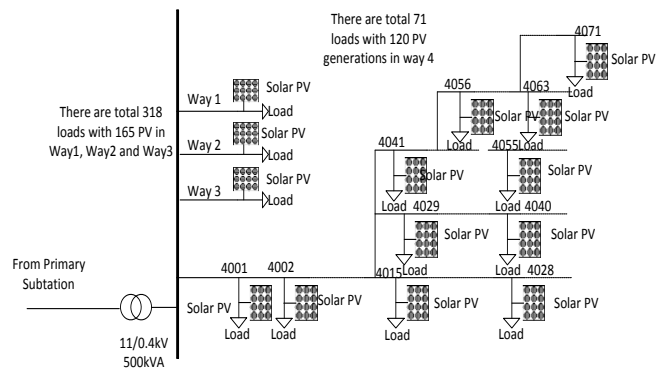 There are total 71
loads with 120 PV
generations in way 4
4071
Solar PV
Load
4056
4063
Solar PV
Solar PV
Load
Load
Way 1
Solar PV
Load
There are total 318
loads with 165 PV in
Way1, Way2 and Way3
Way 2
Solar PV
Load
4041
4055
Solar PV
Solar PV
Way 3
Solar PV
Load
Load
4029
Load
4040
Solar PV
Solar PV
From Primary
Subtation
4001
4002
4015
Load
Load
4028
Solar PV
Solar PV
Solar PV
Solar PV
Load
Load
Load
Load
11/0.4kV
500kVA